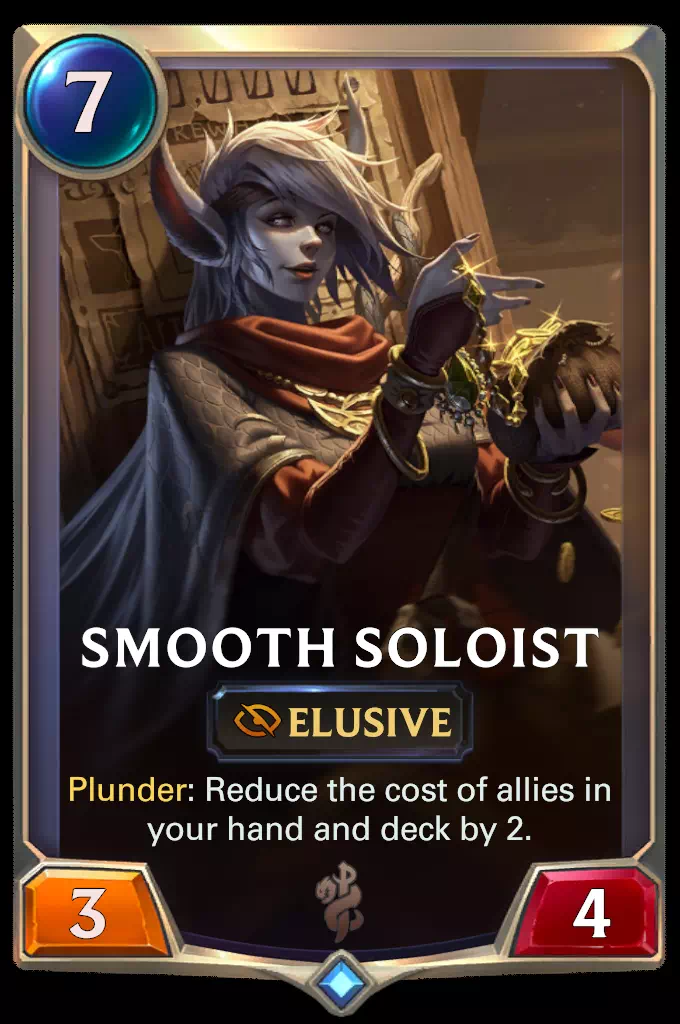 7
SMOOTH SOLOIST
ELUSIVE
Plunder: Reduce the cost of allies in
your hand and deck by 2.
3
4